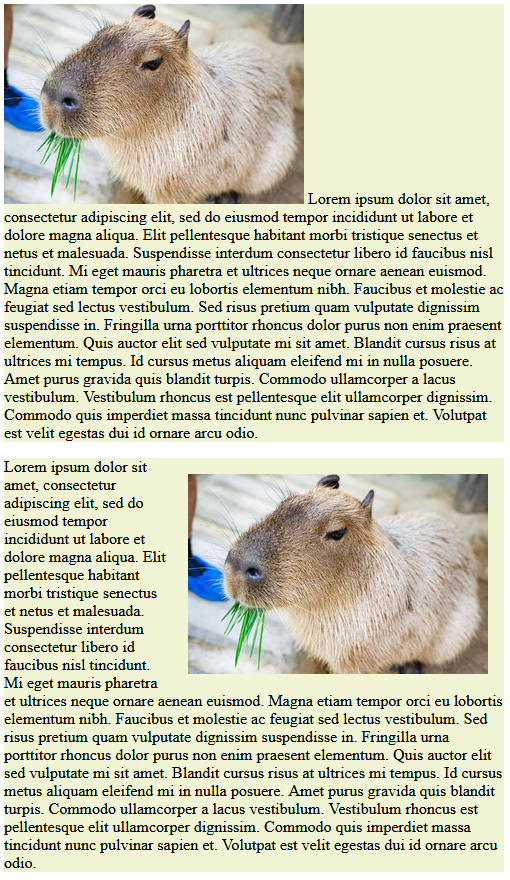 Lorem ipsum dolor sit amet,
consectetur adipiscing elit, sed do eiusmod tempor incididunt ut labore et
dolore magna aliqua. Elit pellentesque habitant morbi tristique senectus et
netus et malesuada. Suspendisse interdum consectetur libero id faucibus nisl
tincidunt. Mi eget mauris pharetra et ultrices neque ornare aenean euismod.
Magna etiam tempor orci eu lobortis elementum nibh. Faucibus et molestie ac
feugiat sed lectus vestibulum. Sed risus pretium quam vulputate dignissim
suspendisse in. Fringilla urna porttitor rhoncus dolor purus non enim praesent
elementum. Quis auctor elit sed vulputate mi sit amet. Blandit cursus risus at
ultrices mi tempus. Id cursus metus aliquam eleifend mi in nulla posuere.
Amet purus gravida quis blandit turpis. Commodo ullamcorper a lacus
vestibulum. Vestibulum rhoncus est pellentesque elit ullamcorper dignissim.
Commodo quis imperdiet massa tincidunt nunc pulvinar sapien et. Volutpat
est velit egestas dui id ornare arcu odio.
Lorem ipsum dolor sit
amet, consectetur
adipiscing elit, sed do
eiusmod tempor
incididunt ut labore et
dolore magna aliqua. Elit
pellentesque habitant
morbi tristique senectus
et netus et malesuada.
Suspendisse interdum
consectetur libero id
faucibus nisl tincidunt.
Mi eget mauris pharetra
et ultrices neque ornare aenean euismod. Magna etiam tempor orci eu lobortis
elementum nibh. Faucibus et molestie ac feugiat sed lectus vestibulum. Sed
risus pretium quam vulputate dignissim suspendisse in. Fringilla urna
porttitor rhoncus dolor purus non enim praesent elementum. Quis auctor elit
sed vulputate mi sit amet. Blandit cursus risus at ultrices mi tempus. Id cursus
metus aliquam eleifend mi in nulla posuere. Amet purus gravida quis blandit
turpis. Commodo ullamcorper a lacus vestibulum. Vestibulum rhoncus est
pellentesque elit ullamcorper dignissim. Commodo quis imperdiet massa
tincidunt nunc pulvinar sapien et. Volutpat est velit egestas dui id ornare arcu
odio.